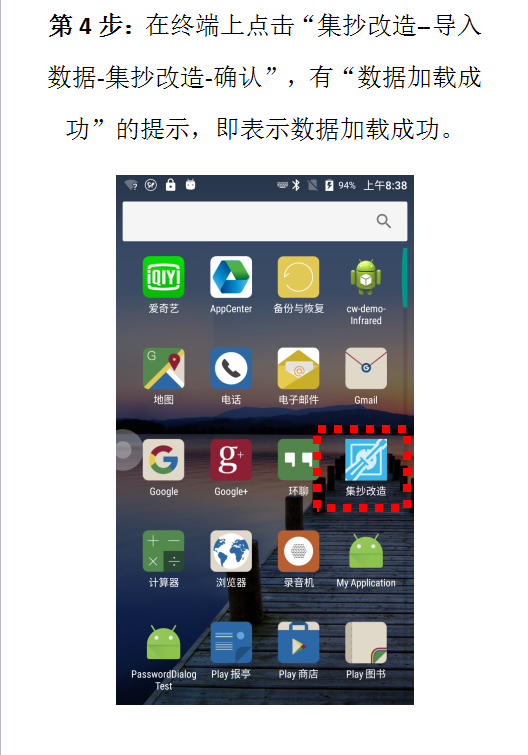 第 4 步：在终端上点击“集抄改造–导入
数据-集抄改造-确认”，有“数据加载成
功”的提示，即表示数据加载成功。
94% 上午8:38
iQIYI
爱奇艺 AppCenter 备份与恢复 cw-demo-
Infrared
G
地图 电话 电子邮件 Gmail
G g+
Google Google+ 环聊 集抄改造
计算器 浏览器 录音机 My Application
PasswordDialog Play 报亭 Play 商店 Play 图书
Test